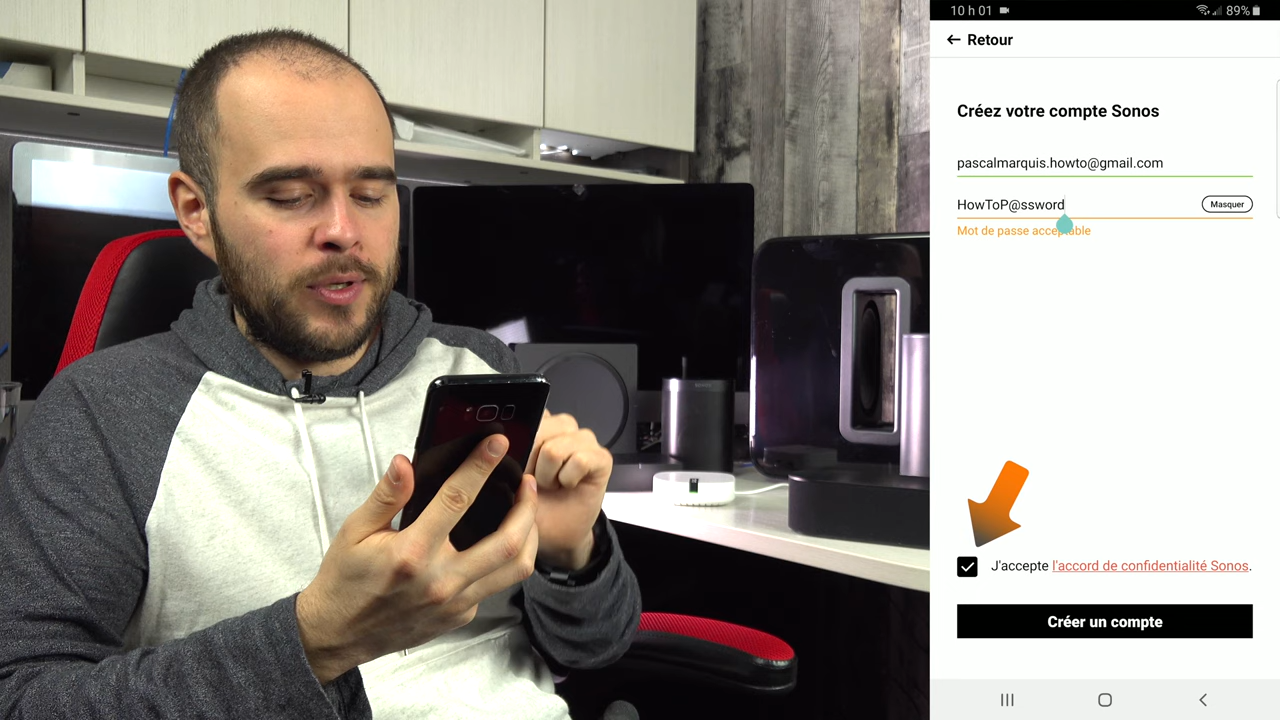 10 h 01
89%
Retour
Créez votre compte Sonos
pascalmarquis.howto@gmail.com
HowToP@ssword
Masquer
Mot de passe acceptable
J'accepte l'accord de confidentialité Sonos.
Créer un compte